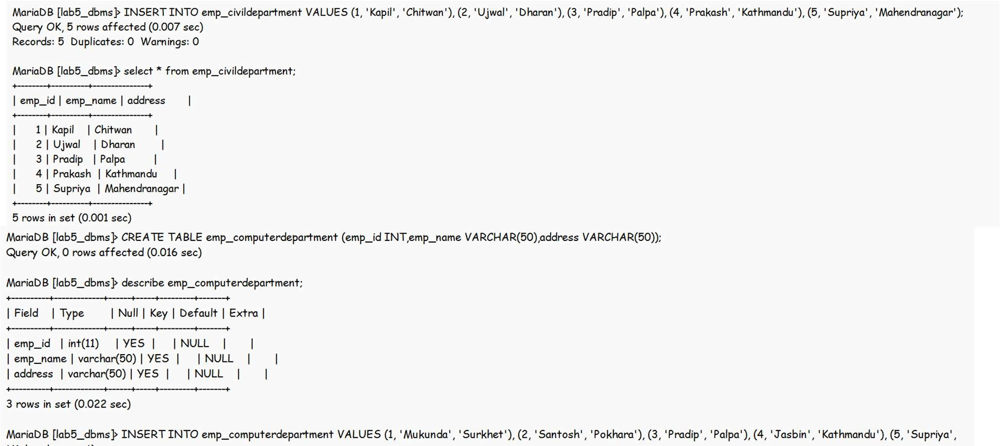 MariaDB [lab5_dbms]> INSERT INTO emp_civildepartment VALUES (1, 'Kapil', 'Chitwan'), (2, 'Ujwal', 'Dharan'), (3, 'Pradip', 'Palpa'), (4, 'Prakash', 'Kathmandu'), (5, 'Supriya', 'Mahendranagar');
Query OK, 5 rows affected (0.007 sec)
Records: 5  Duplicates: 0  Warnings: 0
MariaDB [lab5_dbms]> select * from emp_civildepartment;
+--------+----------+---------------+
| emp_id | emp_name | address       |
+--------+----------+---------------+
|      1 | Kapil    | Chitwan       |
|      2 | Ujwal    | Dharan        |
|      3 | Pradip   | Palpa         |
|      4 | Prakash  | Kathmandu     |
|      5 | Supriya  | Mahendranagar |
+--------+----------+---------------+
5 rows in set (0.001 sec)
MariaDB [lab5_dbms]> CREATE TABLE emp_computerdepartment (emp_id INT,emp_name VARCHAR(50),address VARCHAR(50));
Query OK, 0 rows affected (0.016 sec)
MariaDB [lab5_dbms]> describe emp_computerdepartment;
+----------+-------------+------+-----+---------+-------+
| Field    | Type        | Null | Key | Default | Extra |
+----------+-------------+------+-----+---------+-------+
| emp_id   | int(11)     | YES  |     | NULL    |       |
| emp_name | varchar(50) | YES  |     | NULL    |       |
| address  | varchar(50) | YES  |     | NULL    |       |
+----------+-------------+------+-----+---------+-------+
3 rows in set (0.022 sec)
MariaDB [lab5_dbms]> INSERT INTO emp_computerdepartment VALUES (1, 'Mukunda', 'Surkhet'), (2, 'Santosh', 'Pokhara'), (3, 'Pradip', 'Palpa'), (4, 'Jasbin', 'Kathmandu'), (5, 'Supriya',